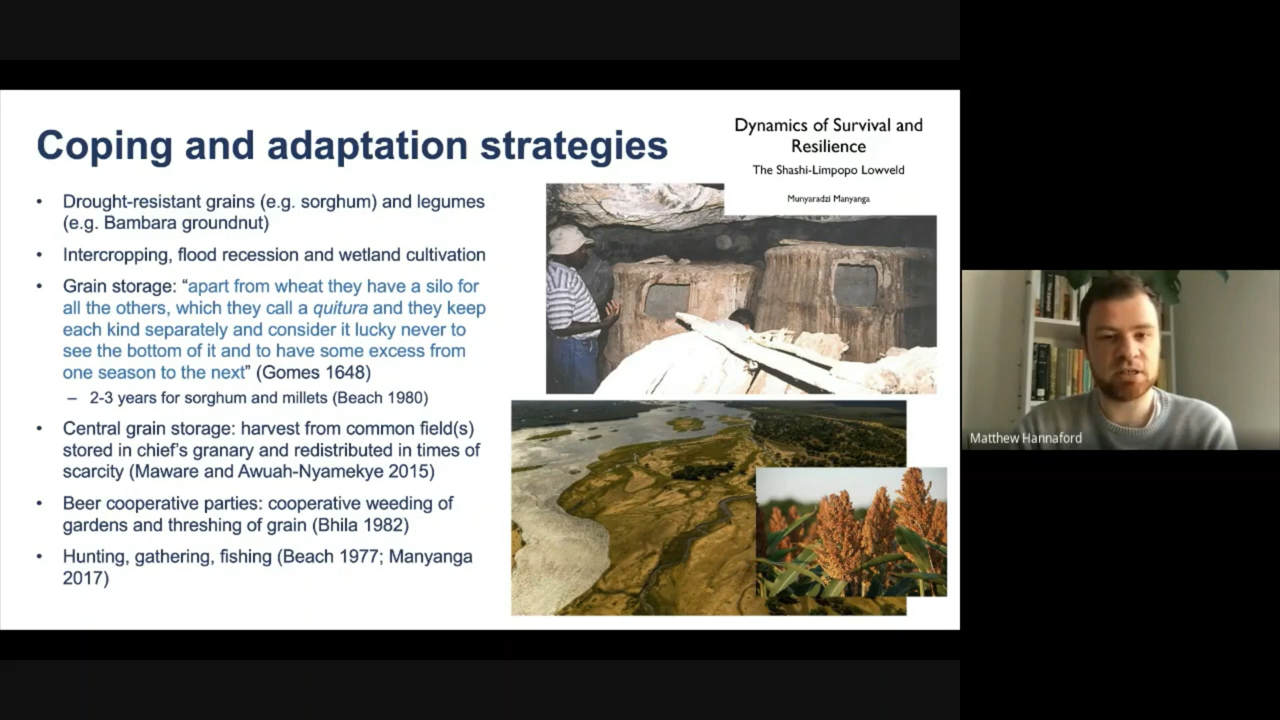 Coping and adaptation strategies
• Drought-resistant grains (e.g. sorghum) and legumes
(e.g. Bambara groundnut)
• Intercropping, flood recession and wetland cultivation
• Grain storage: “apart from wheat they have a silo for
all the others, which they call a quitura and they keep
each kind separately and consider it lucky never to
see the bottom of it and to have some excess from
one season to the next” (Gomes 1648)
– 2-3 years for sorghum and millets (Beach 1980)
• Central grain storage: harvest from common field(s)
stored in chief’s granary and redistributed in times of
scarcity (Maware and Awuah-Nyamekye 2015)
• Beer cooperative parties: cooperative weeding of
gardens and threshing of grain (Bhila 1982)
• Hunting, gathering, fishing (Beach 1977; Manyanga
2017)
Dynamics of Survival and
Resilience
The Shashi-Limpopo Lowveld
Munyaradzi Manyanga
Matthew Hannaford